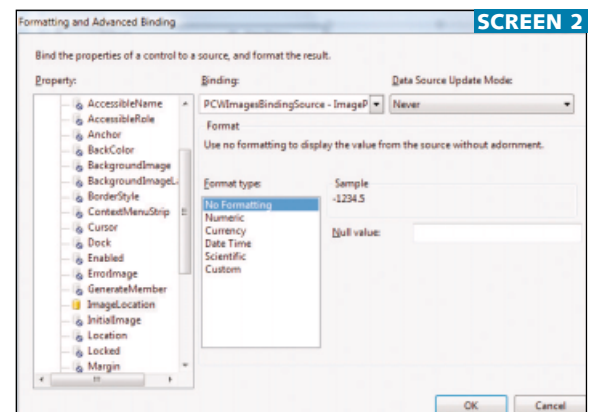 Formatting and Advanced Binding
SCREEN 2
Bind the properties of a control to a source, and format the result.
Property:
AccessibleName
AccessibleRole
Anchor
BackColor
BackgroundImage
BackgroundImageL
BorderStyle
ContextMenuStrip
Cursor
Dock
Enabled
ErrorImage
GenerateMember
ImageLocation
InitialImage
Location
Locked
Margin
Binding:
PCWImagesBindingSource - ImageP
Data Source Update Mode:
Never
Format
Use no formatting to display the value from the source without adornment.
Format type:
No Formatting
Numeric
Currency
Date Time
Scientific
Custom
Sample
-1234.5
Null value:
OK Cancel